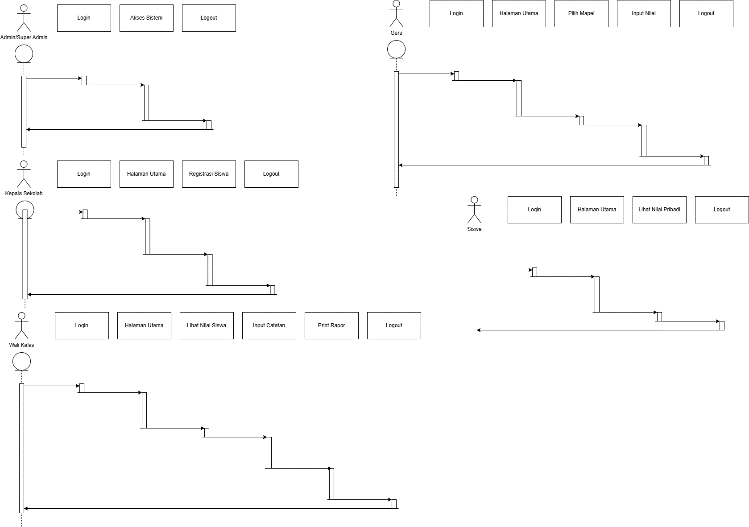 Login
Akses Sistem
Logout
Admin/Super Admin
Login
Halaman Utama
Pilih Mapel
Input Nilai
Logout
Guru
Login
Halaman Utama
Registrasi Siswa
Logout
Kepala Sekolah
Login
Halaman Utama
Lihat Nilai Pribadi
Logout
Siswa
Login
Halaman Utama
Lihat Nilai Siswa
Input Catatan
Print Rapor
Logout
Wali Kelas